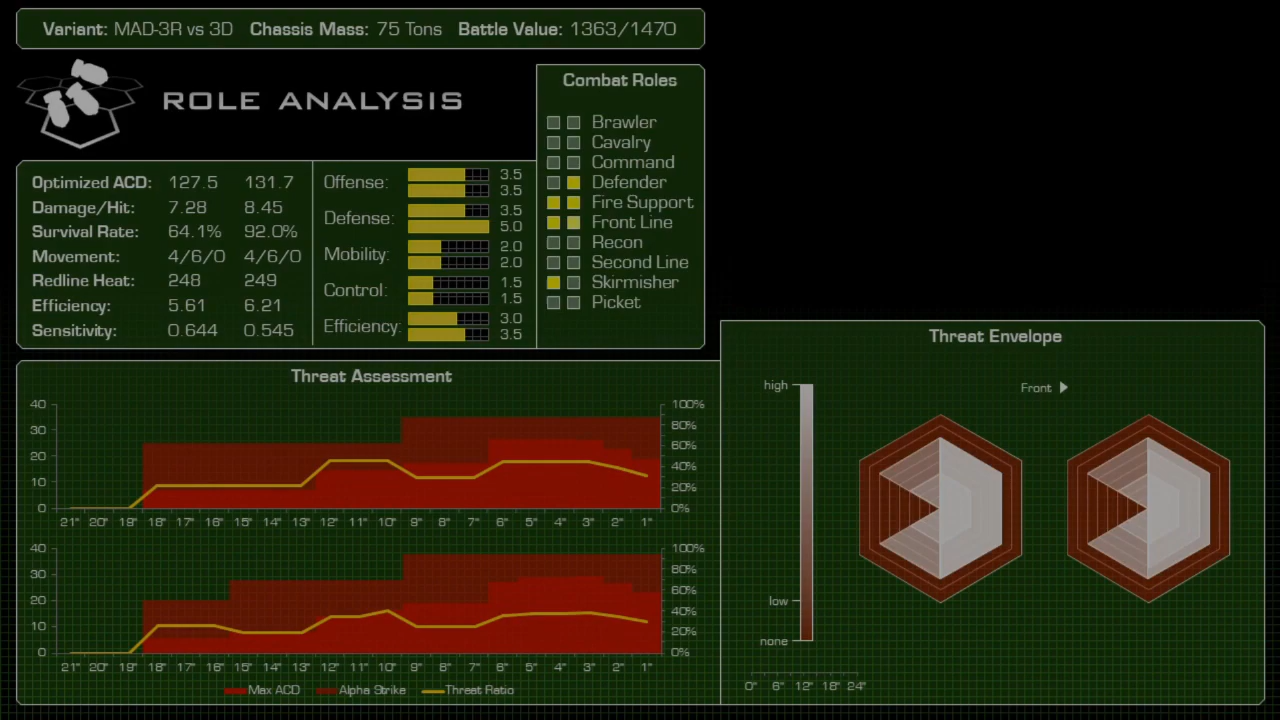 Variant: MAD-3R vs 3D Chassis Mass: 75 Tons Battle Value: 1363/1470
ROLE ANALYSIS
Combat Roles
Brawler
Cavalry
Command
Defender
Fire Support
Front Line
Recon
Second Line
Skirmisher
Picket
Optimized ACD: 127.5 131.7
Damage/Hit: 7.28 8.45
Survival Rate: 64.1% 92.0%
Movement: 4/6/0 4/6/0
Redline Heat: 248 249
Efficiency: 5.61 6.21
Sensitivity: 0.644 0.545
Offense: 3.5
3.5
Defense: 3.5
5.0
Mobility: 2.0
2.0
Control: 1.5
1.5
Efficiency: 3.0
3.5
Threat Assessment
40 100%
80%
30
60%
20
40%
10
20%
0 0%
21" 20" 19" 18" 17" 16" 15" 14" 13" 12" 11" 10" 9" 8" 7" 6" 5" 4" 3" 2" 1"
40 100%
80%
30
60%
20
40%
10
20%
0 0%
21" 20" 19" 18" 17" 16" 15" 14" 13" 12" 11" 10" 9" 8" 7" 6" 5" 4" 3" 2" 1"
Max ACD Alpha Strike Threat Ratio
Threat Envelope
high
Front
low
none
0" 6" 12" 18" 24"